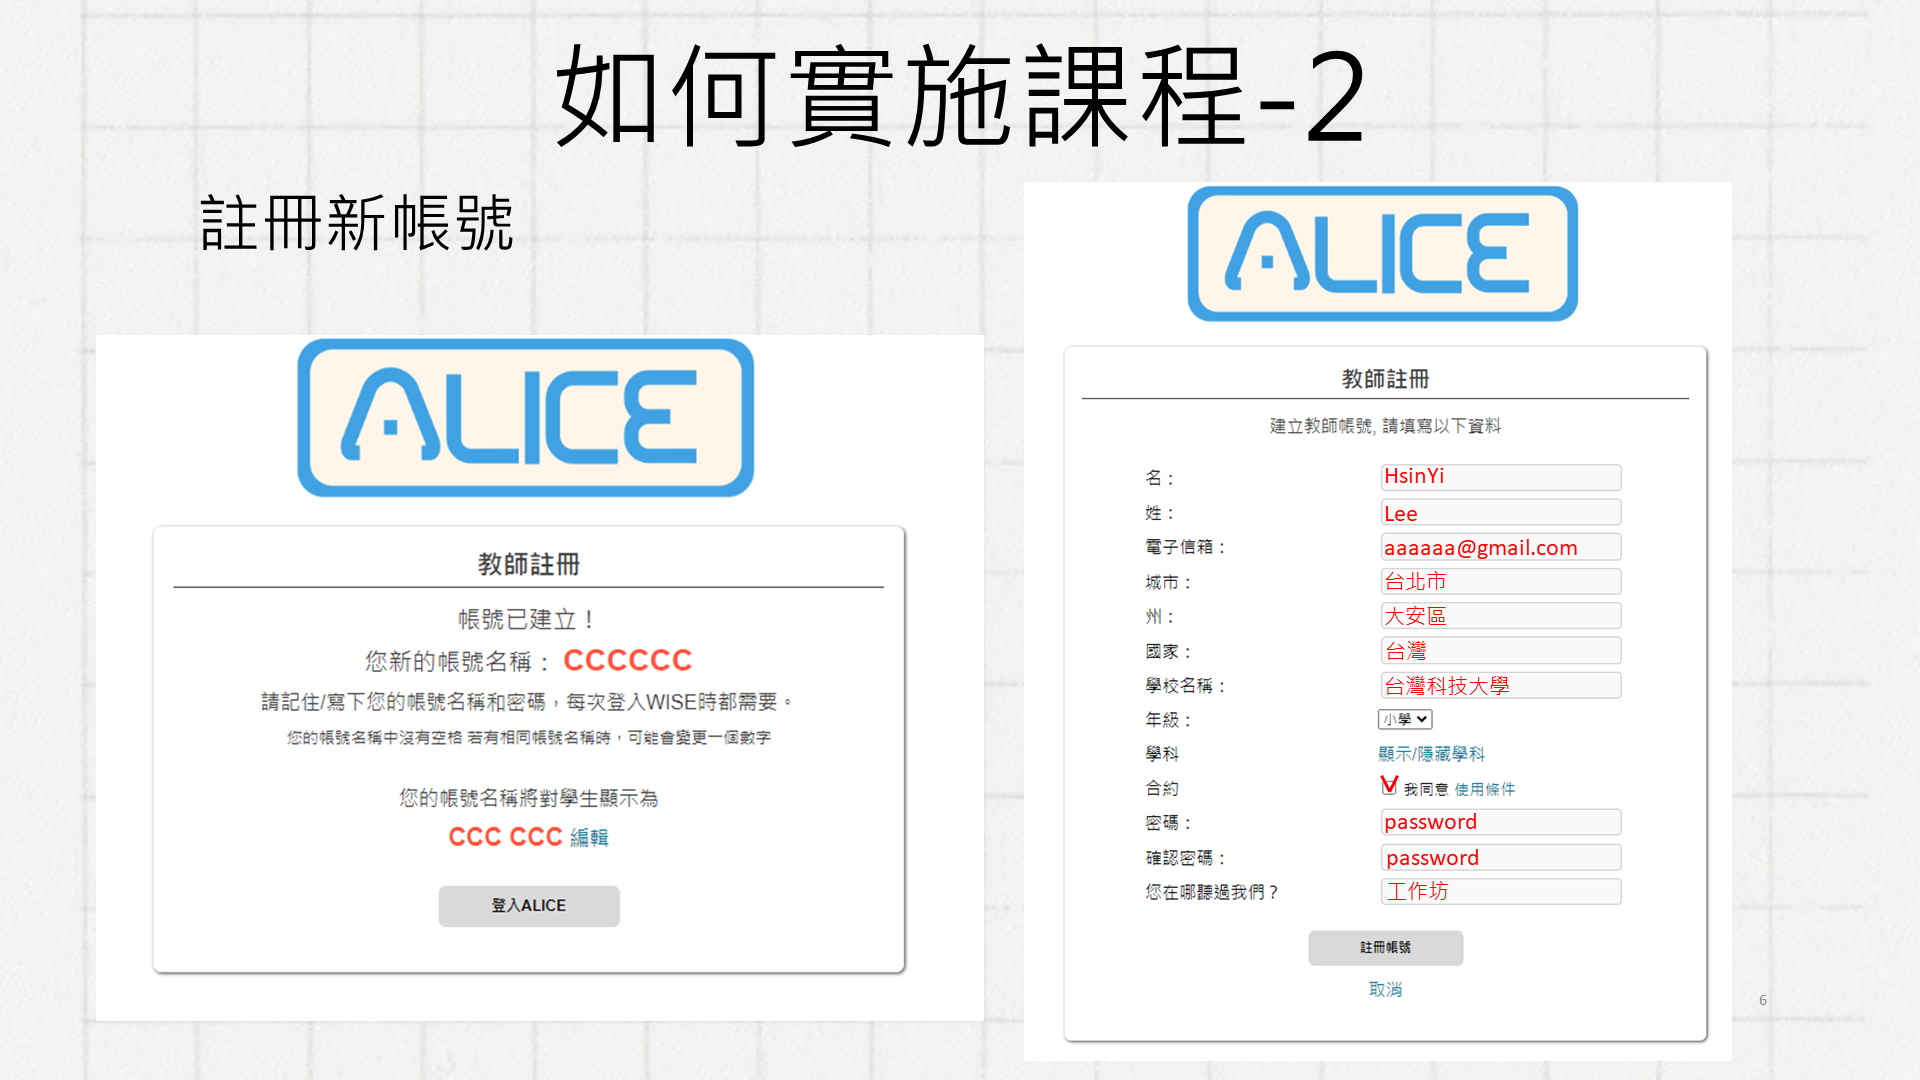 如何實施課程-2
註冊新帳號
ALICE
教師註冊
帳號已建立！
您新的帳號名稱： CCCCCC
請記住/寫下您的帳號名稱和密碼，每次登入WISE時都需要。
您的帳號名稱中沒有空格 若有相同帳號名稱時，可能會變更一個數字
您的帳號名稱將對學生顯示為
CCC CCC 編輯
登入ALICE
ALICE
教師註冊
建立教師帳號, 請填寫以下資料
名： HsinYi
姓： Lee
電子信箱： aaaaaa@gmail.com
城市： 台北市
州： 大安區
國家： 台灣
學校名稱： 台灣科技大學
年級： 小學
學科 顯示/隱藏學科
合約 V 我同意 使用條件
密碼： password
確認密碼： password
您在哪聽過我們？ 工作坊
註冊帳號
取消
6